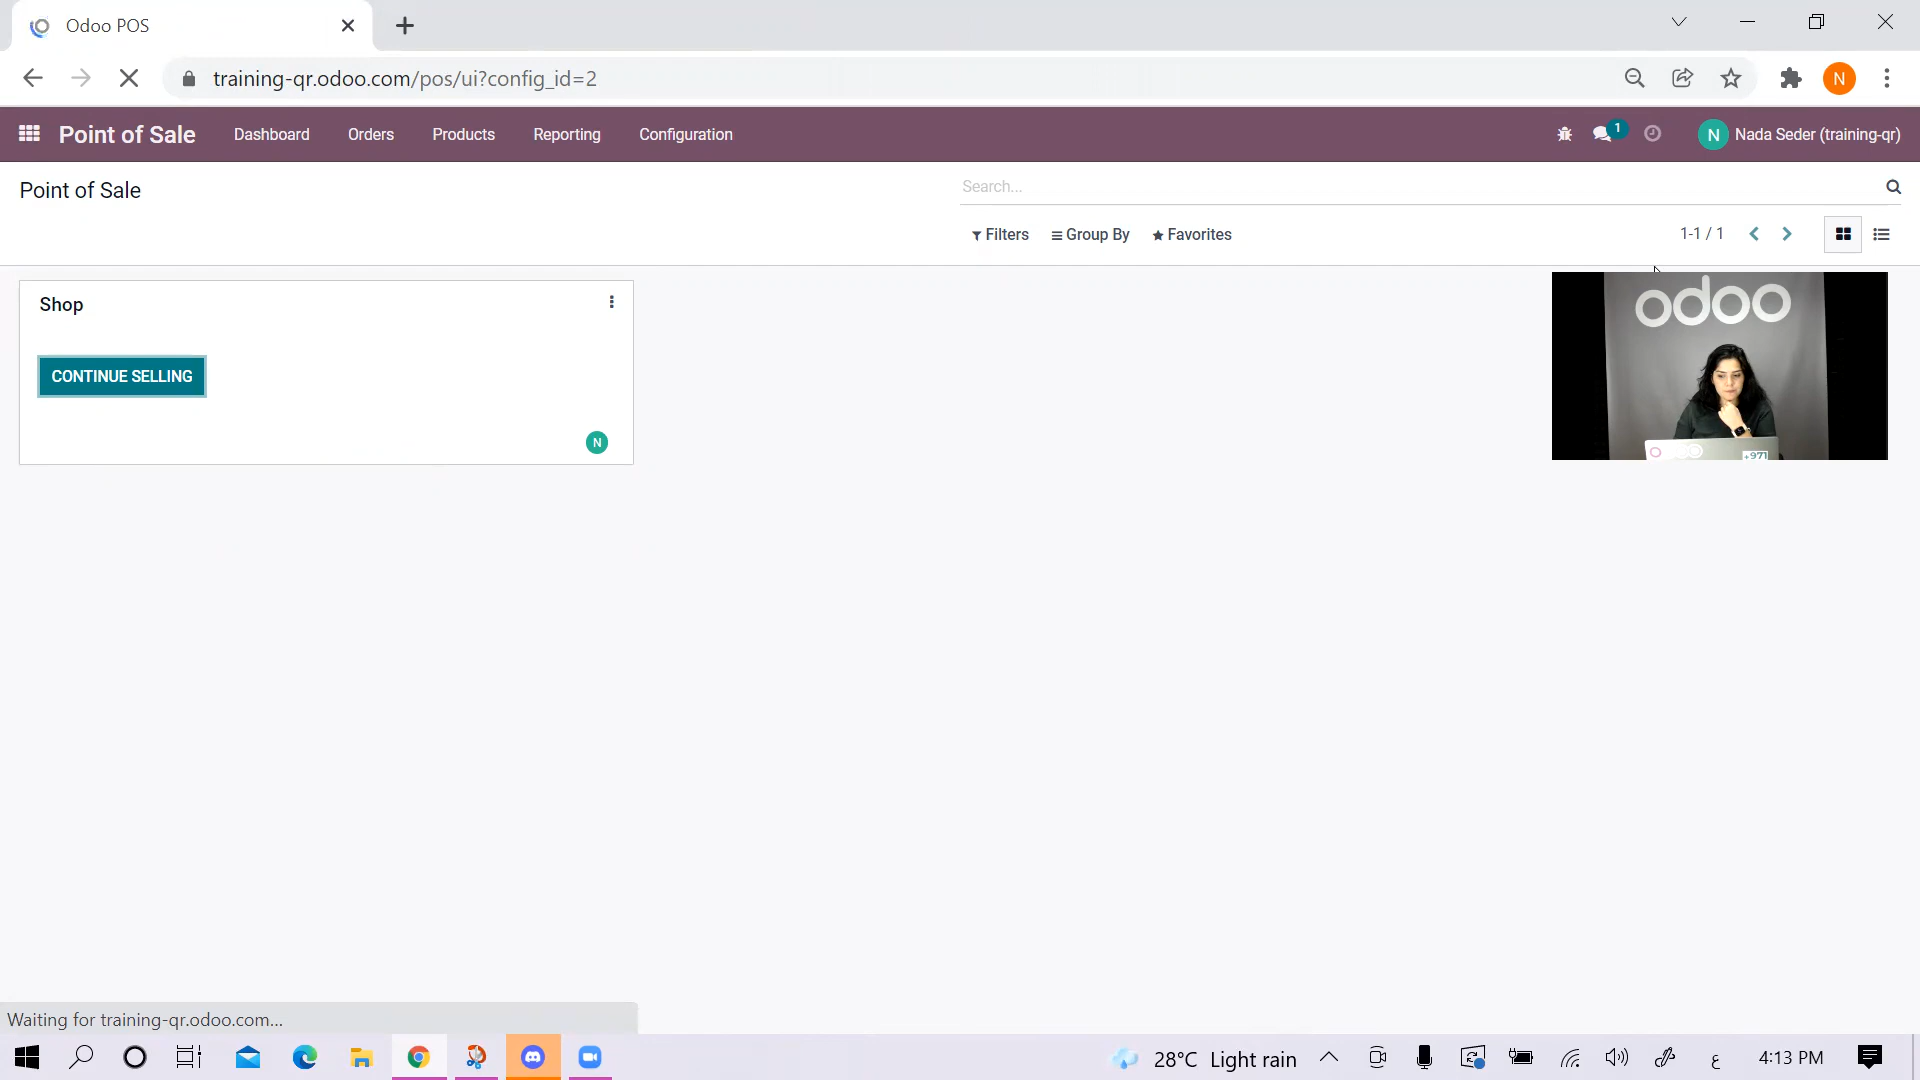 Odoo POS
training-qr.odoo.com/pos/ui?config_id=2
N
Point of Sale
Dashboard
Orders
Products
Reporting
Configuration
1
N
Nada Seder (training-qr)
Point of Sale
Search...
Filters
Group By
Favorites
1-1 / 1
Shop
CONTINUE SELLING
N
odoo
+971
Waiting for training-qr.odoo.com...
28°C Light rain
ع
4:13 PM